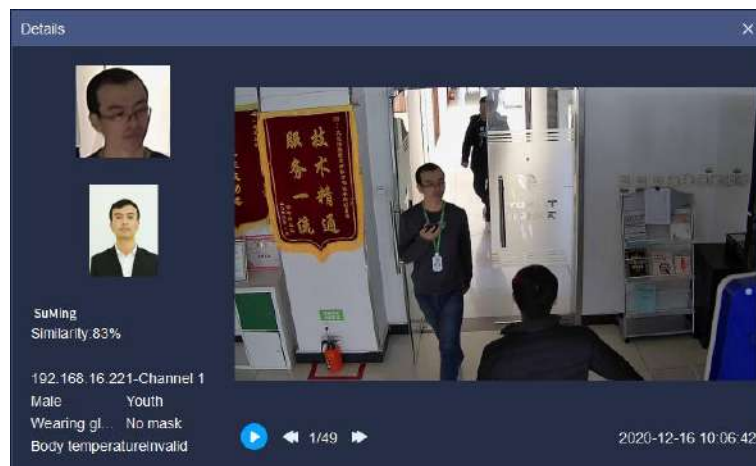 Details
技术精通
服务一流
SuMing
Similarity:83%
192.168.16.221-Channel 1
Male Youth
Wearing gl... No mask
Body temperatureInvalid
1/49
2020-12-16 10:06:42